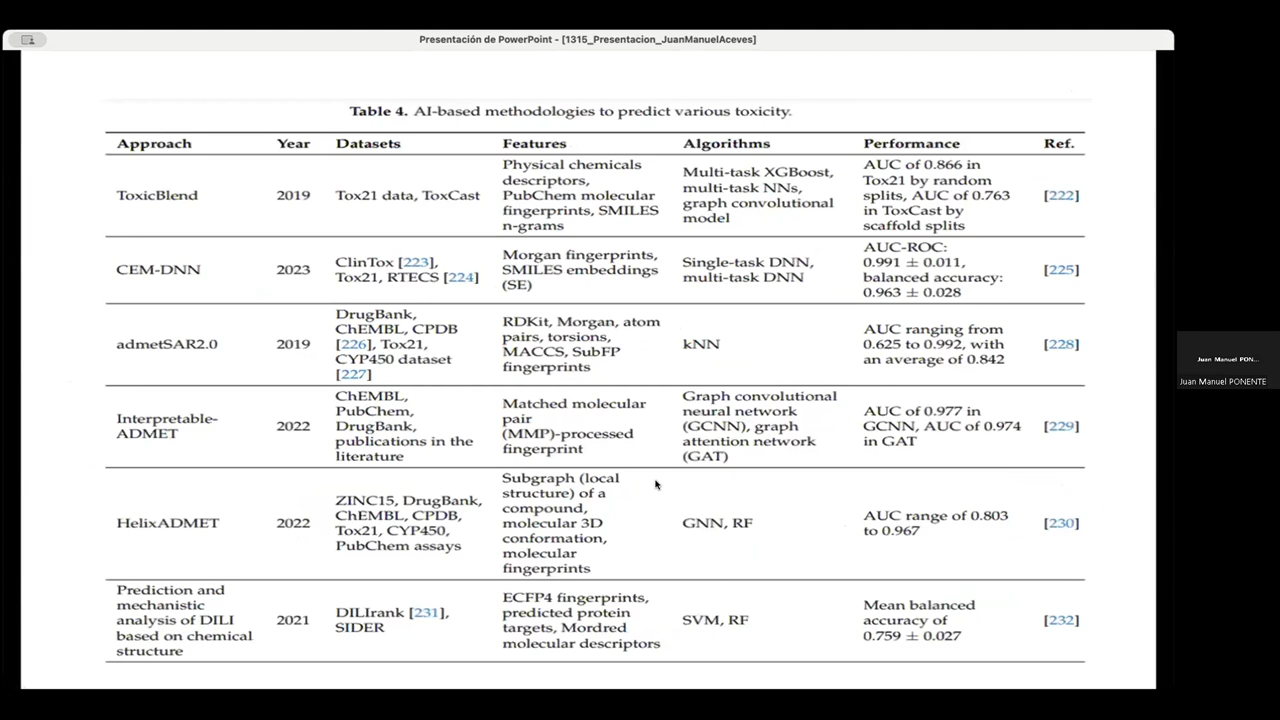 Presentación de PowerPoint - [1315_Presentacion_JuanManuelAceves]
Table 4. AI-based methodologies to predict various toxicity.
Approach Year Datasets Features Algorithms Performance Ref.
ToxicBlend
2019
Tox21 data, ToxCast
Physical chemicals
descriptors,
PubChem molecular
fingerprints, SMILES
n-grams
Multi-task XGBoost,
multi-task NNs,
graph convolutional
model
AUC of 0.866 in
Tox21 by random
splits, AUC of 0.763
in ToxCast by
scaffold splits
[222]
CEM-DNN
2023
ClinTox [223],
Tox21, RTECS [224]
Morgan fingerprints,
SMILES embeddings
(SE)
Single-task DNN,
multi-task DNN
AUC-ROC:
0.991 ± 0.011,
balanced accuracy:
0.963 ± 0.028
[225]
admetSAR2.0
2019
DrugBank,
ChEMBL, CPDB
[226], Tox21,
CYP450 dataset
[227]
RDKit, Morgan, atom
pairs, torsions,
MACCS, SubFP
fingerprints
kNN
AUC ranging from
0.625 to 0.992, with
an average of 0.842
[228]
Interpretable-
ADMET
2022
ChEMBL,
PubChem,
DrugBank,
publications in the
literature
Matched molecular
pair
(MMP)-processed
fingerprint
Graph convolutional
neural network
(GCNN), graph
attention network
(GAT)
AUC of 0.977 in
GCNN, AUC of 0.974
in GAT
[229]
HelixADMET
2022
ZINC15, DrugBank,
ChEMBL, CPDB,
Tox21, CYP450,
PubChem assays
Subgraph (local
structure) of a
compound,
molecular 3D
conformation,
molecular
fingerprints
GNN, RF
AUC range of 0.803
to 0.967
[230]
Prediction and
mechanistic
analysis of DILI
based on chemical
structure
2021
DILIrank [231],
SIDER
ECFP4 fingerprints,
predicted protein
targets, Mordred
molecular descriptors
SVM, RF
Mean balanced
accuracy of
0.759 ± 0.027
[232]
Juan Manuel PON...
Juan Manuel PONENTE